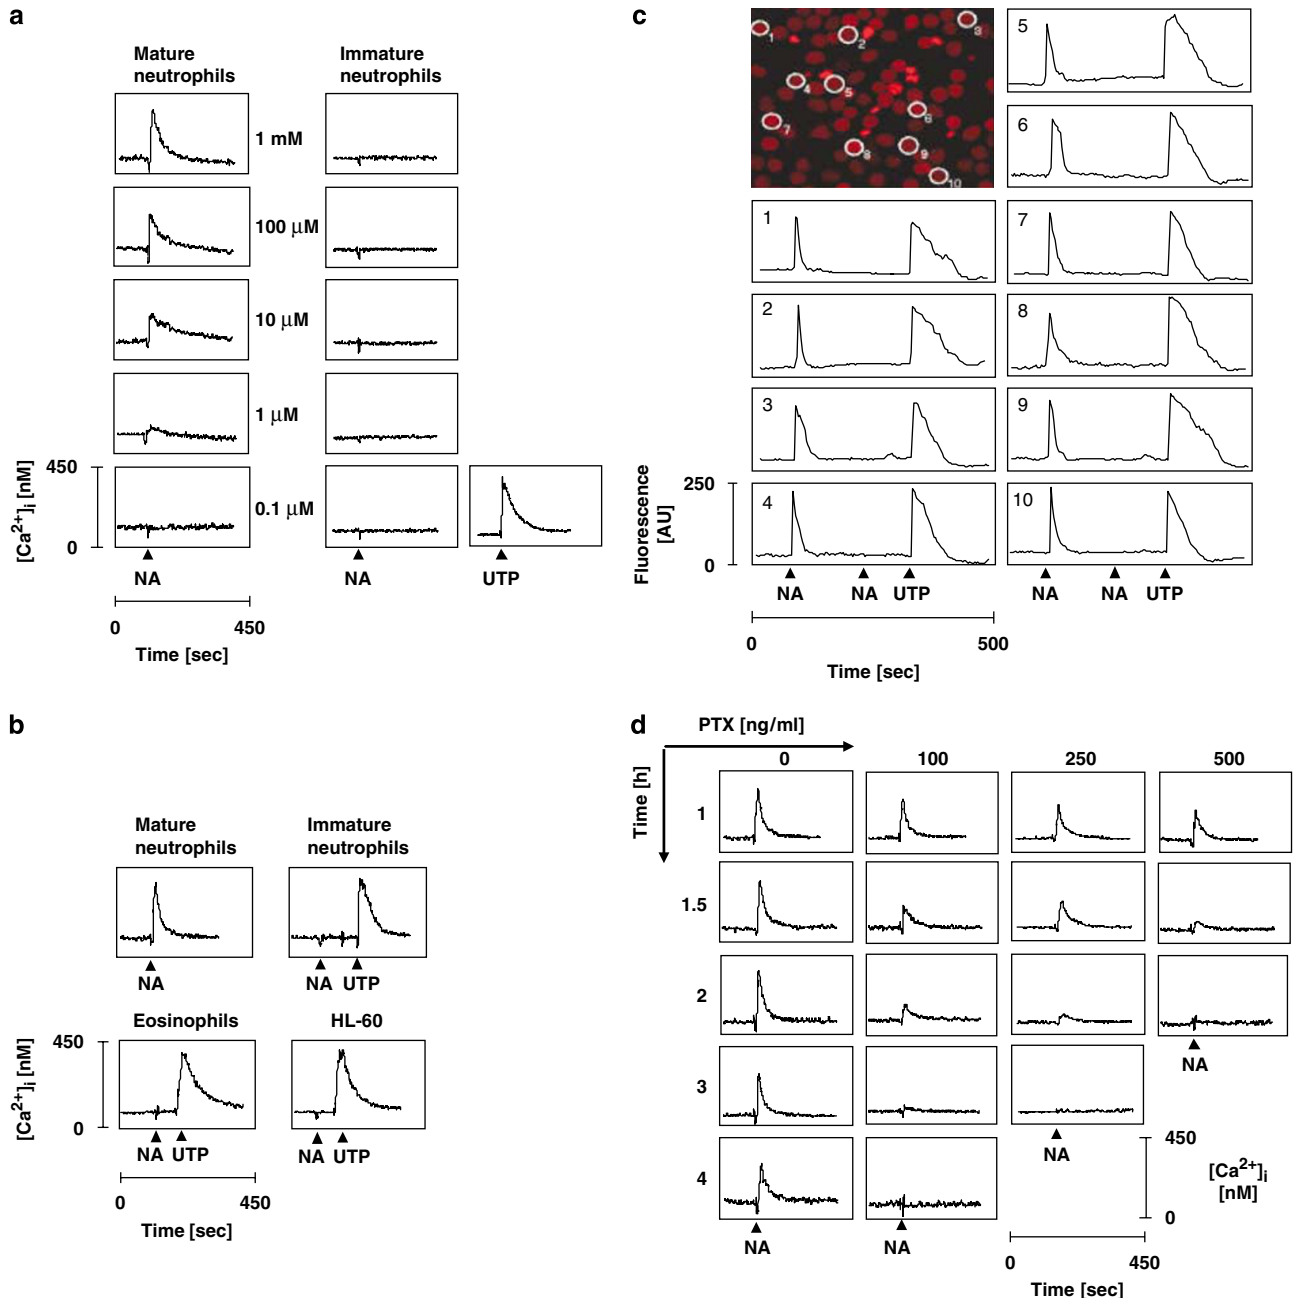 a
Mature
neutrophils
Immature
neutrophils
1 mM
100 µM
10 µM
1 µM
0.1 µM
450
[Ca2+]i [nM]
0
NA
NA
UTP
0
450
Time [sec]
b
Mature
neutrophils
Immature
neutrophils
NA
NA UTP
Eosinophils
HL-60
450
[Ca2+]i [nM]
0
NA UTP
NA UTP
0
450
Time [sec]
c
1
2
3
4
5
6
7
8
9
10
1
2
3
4
5
6
7
8
9
10
250
Fluorescence
[AU]
0
NA
NA
UTP
NA
NA
UTP
0
500
Time [sec]
d
PTX [ng/ml]
0
100
250
500
Time [h]
1
1.5
2
3
4
NA
NA
NA
NA
450
[Ca2+]i
[nM]
0
0
450
Time [sec]